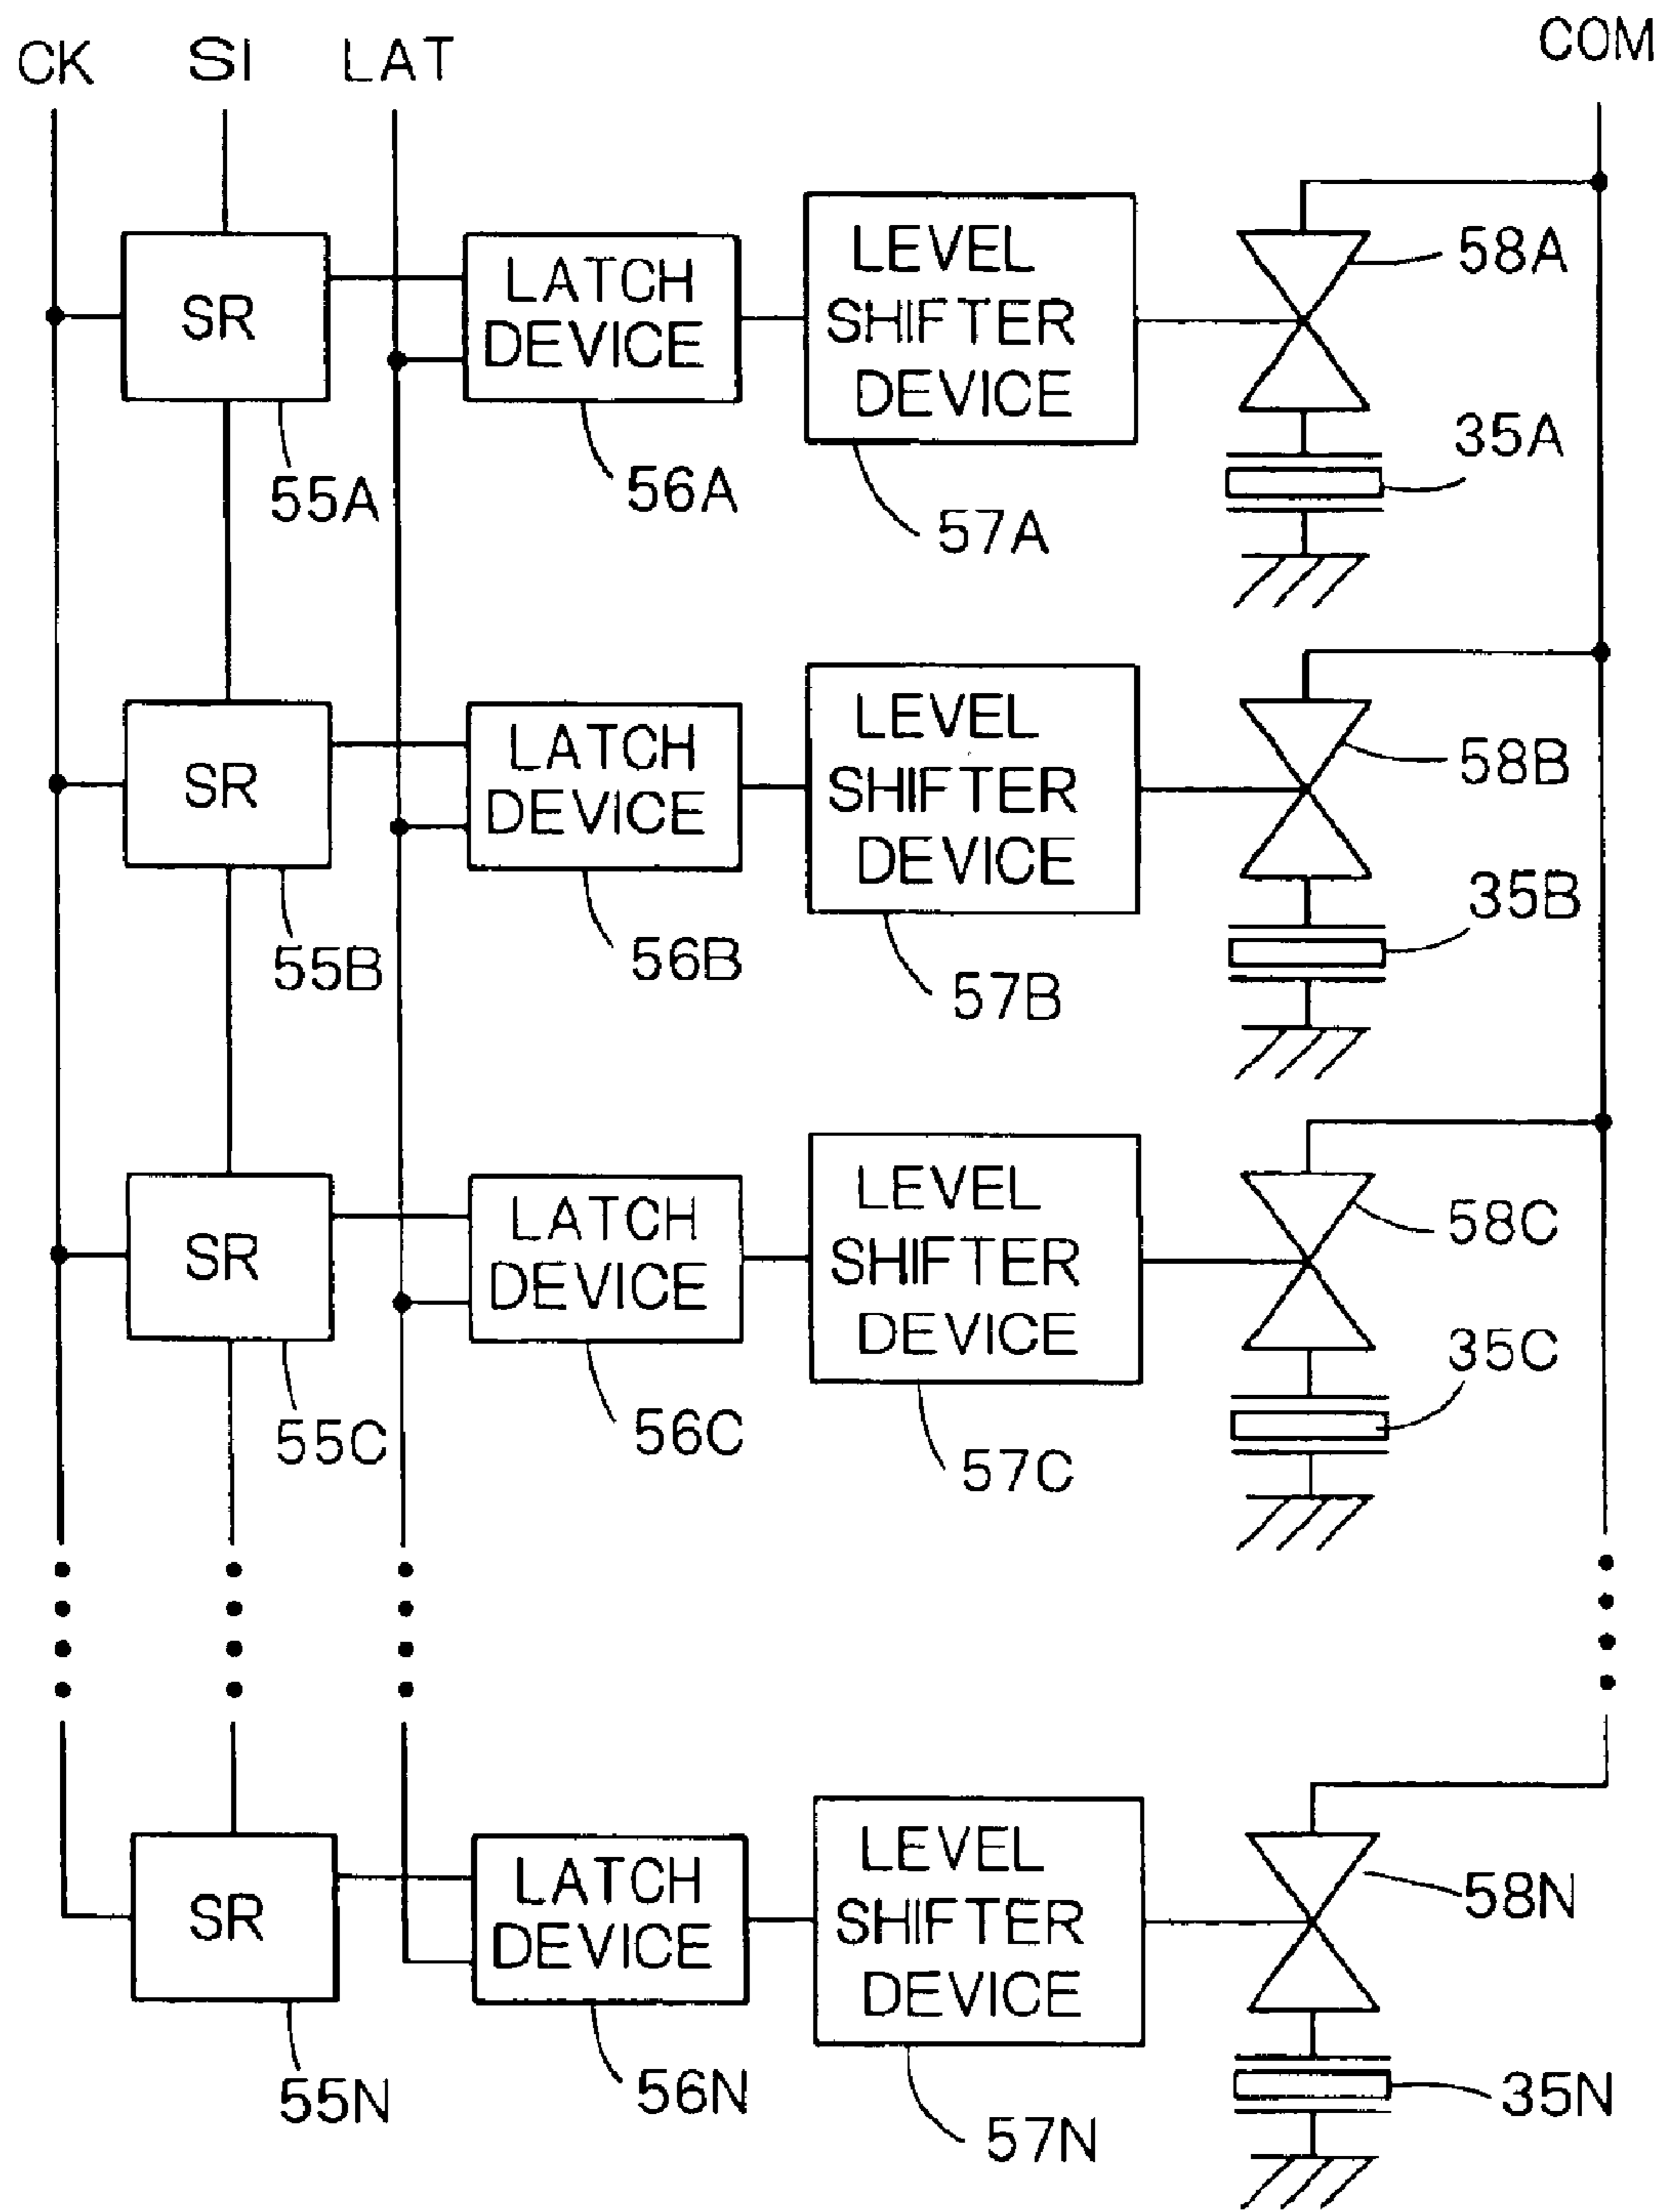 CK SI LAT COM
SR
LATCH
DEVICE
LEVEL
SHIFTER
DEVICE
58A
35A
55A
56A
57A
SR
LATCH
DEVICE
LEVEL
SHIFTER
DEVICE
58B
35B
55B
56B
57B
SR
LATCH
DEVICE
LEVEL
SHIFTER
DEVICE
58C
35C
55C
56C
57C
SR
LATCH
DEVICE
LEVEL
SHIFTER
DEVICE
58N
35N
55N
56N
57N